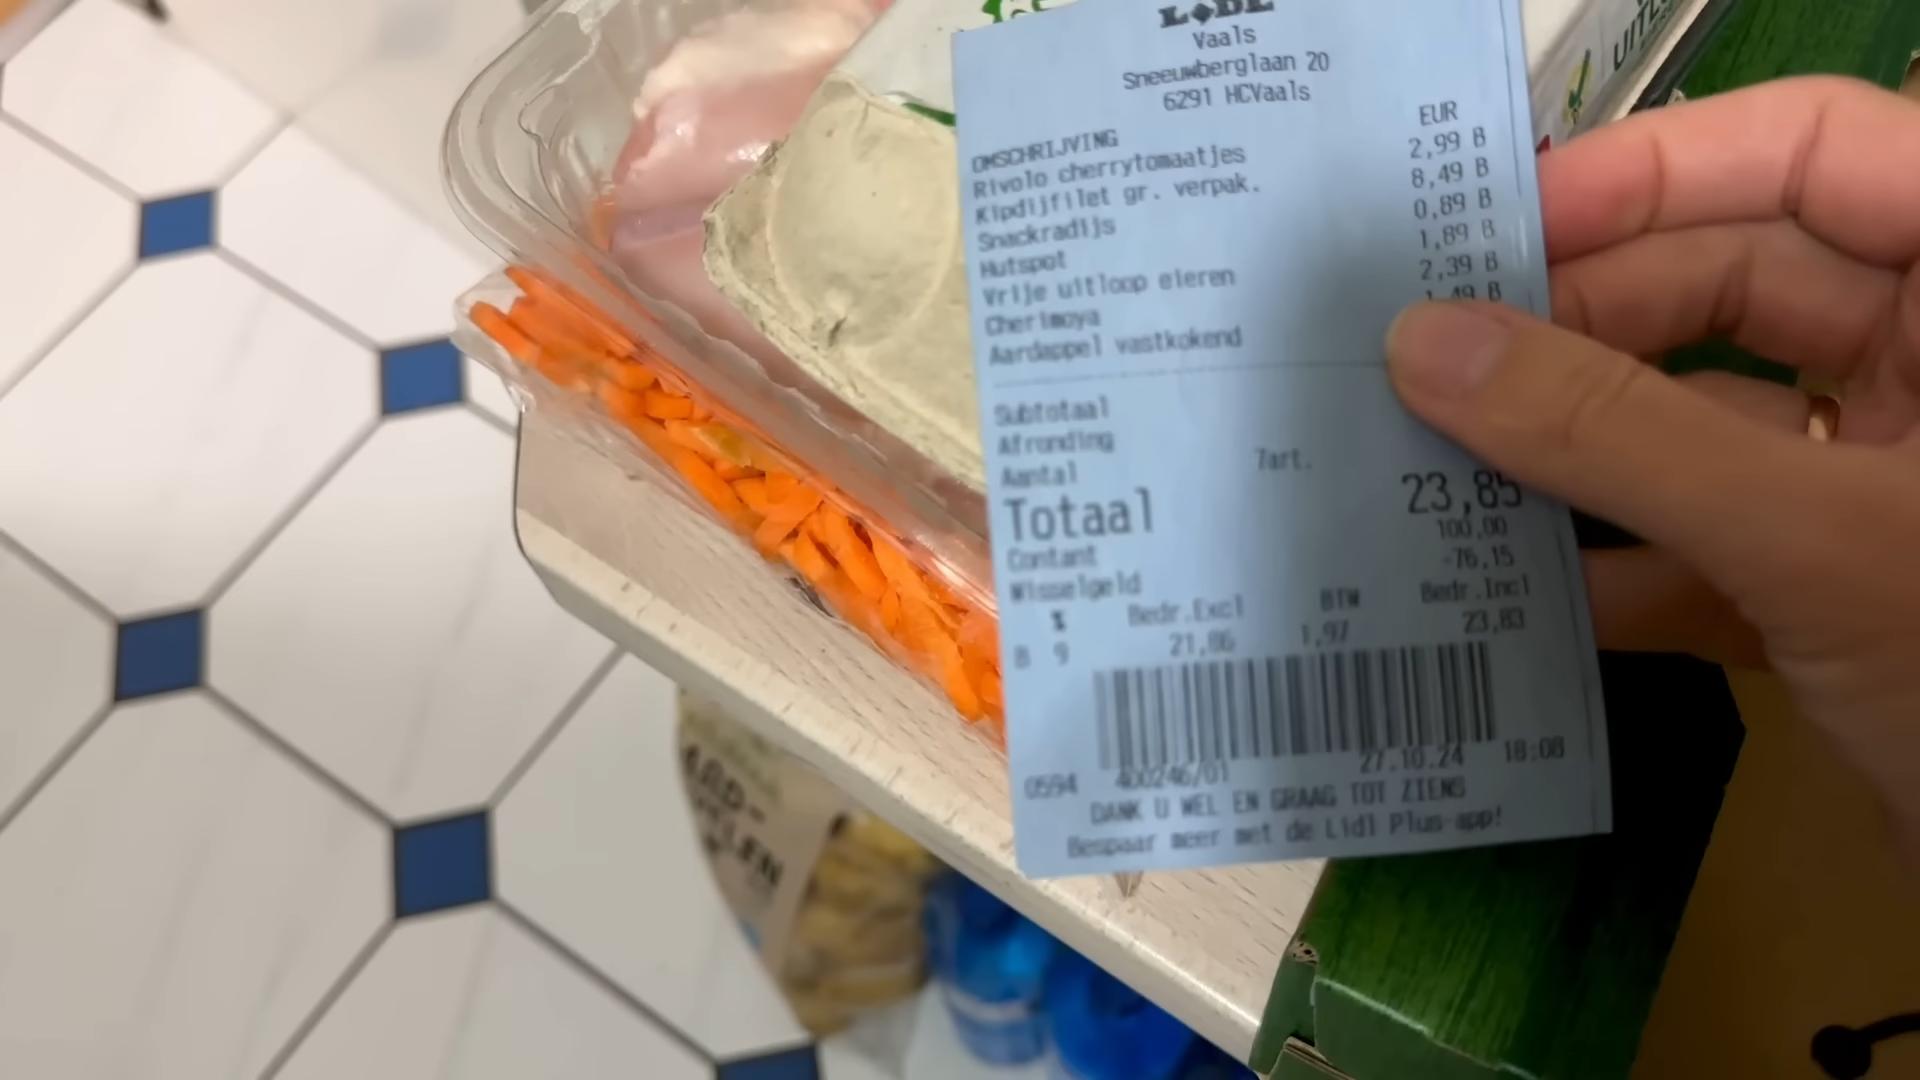 LIDL
Vaals
Sneeuwberglaan 20
6291 HCVaals
OMSCHRIJVING EUR
Rivolo cherrytomaatjes 2,99 B
Kipdijfilet gr. verpak. 8,49 B
Snackradijs 0,89 B
Hutspot 1,89 B
Vrije uitloop eieren 2,39 B
Cherimoya 1,49 B
Aardappel vastkokend
Subtotaal
Afronding
Aantal 7art.
Totaal 23,85
Contant 100,00
Wisselgeld -76,15
% Bedr.Excl BTW Bedr.Incl
B 9 21,86 1,97 23,83
0594 400246/01 27.10.24 18:08
DANK U WEL EN GRAAG TOT ZIENS
Bespaar meer met de Lidl Plus-app!